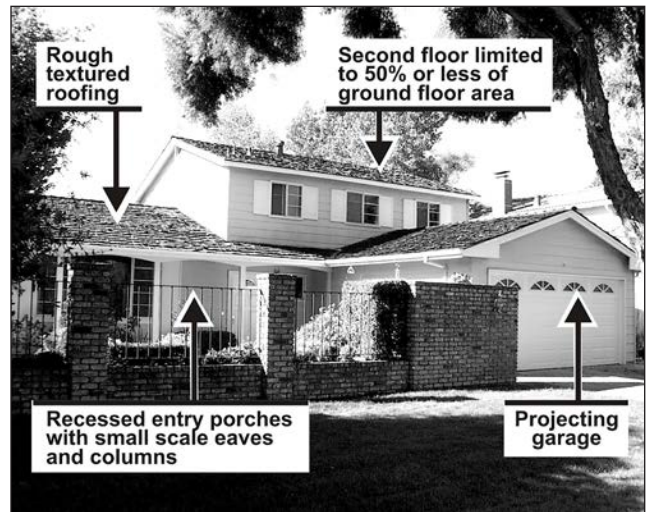 Rough
textured
roofing
Second floor limited
to 50% or less of
ground floor area
Recessed entry porches
with small scale eaves
and columns
Projecting
garage